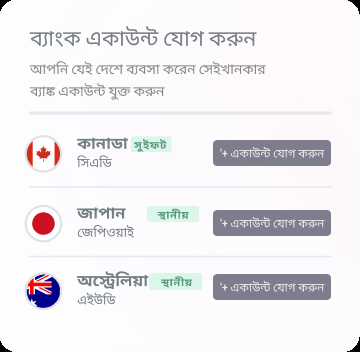 ব্যাংক একাউন্ট যোগ করুন
আপনি যেই দেশে ব্যবসা করেন সেইখানকার
ব্যাঙ্ক একাউন্ট যুক্ত করুন
কানাডা সুইফট
সিএডি
'+ একাউন্ট যোগ করুন
জাপান স্থানীয়
জেপিওয়াই
'+ একাউন্ট যোগ করুন
অস্ট্রেলিয়া স্থানীয়
এইউডি
'+ একাউন্ট যোগ করুন